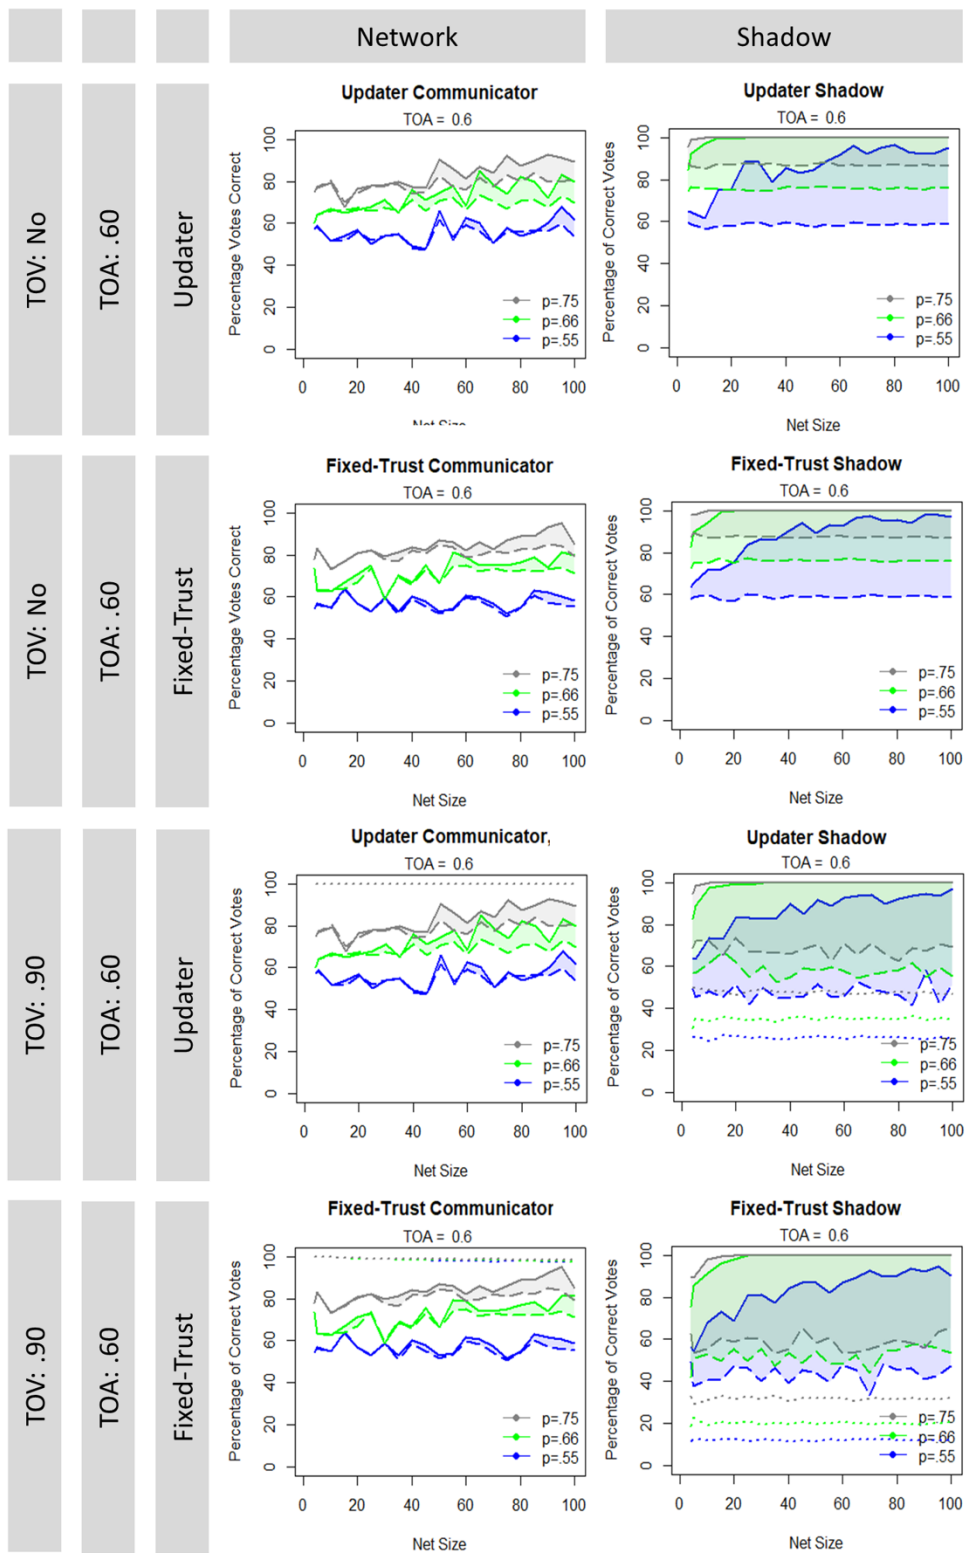 Network
Shadow
TOV: No
TOA: .60
Updater
Updater Communicator
TOA = 0.6
Percentage Votes Correct
0 20 40 60 80 100
p=.75
p=.66
p=.55
0 20 40 60 80 100
Net Size
Updater Shadow
TOA = 0.6
Percentage of Correct Votes
0 20 40 60 80 100
p=.75
p=.66
p=.55
0 20 40 60 80 100
Net Size
TOV: No
TOA: .60
Fixed-Trust
Fixed-Trust Communicator
TOA = 0.6
Percentage Votes Correct
0 20 40 60 80 100
p=.75
p=.66
p=.55
0 20 40 60 80 100
Net Size
Fixed-Trust Shadow
TOA = 0.6
Percentage of Correct Votes
0 20 40 60 80 100
p=.75
p=.66
p=.55
0 20 40 60 80 100
Net Size
TOV: .90
TOA: .60
Updater
Updater Communicator,
TOA = 0.6
Percentage of Correct Votes
0 20 40 60 80 100
p=.75
p=.66
p=.55
0 20 40 60 80 100
Net Size
Updater Shadow
TOA = 0.6
Percentage of Correct Votes
0 20 40 60 80 100
p=.75
p=.66
p=.55
0 20 40 60 80 100
Net Size
TOV: .90
TOA: .60
Fixed-Trust
Fixed-Trust Communicator
TOA = 0.6
Percentage of Correct Votes
0 20 40 60 80 100
p=.75
p=.66
p=.55
0 20 40 60 80 100
Net Size
Fixed-Trust Shadow
TOA = 0.6
Percentage of Correct Votes
0 20 40 60 80 100
p=.75
p=.66
p=.55
0 20 40 60 80 100
Net Size